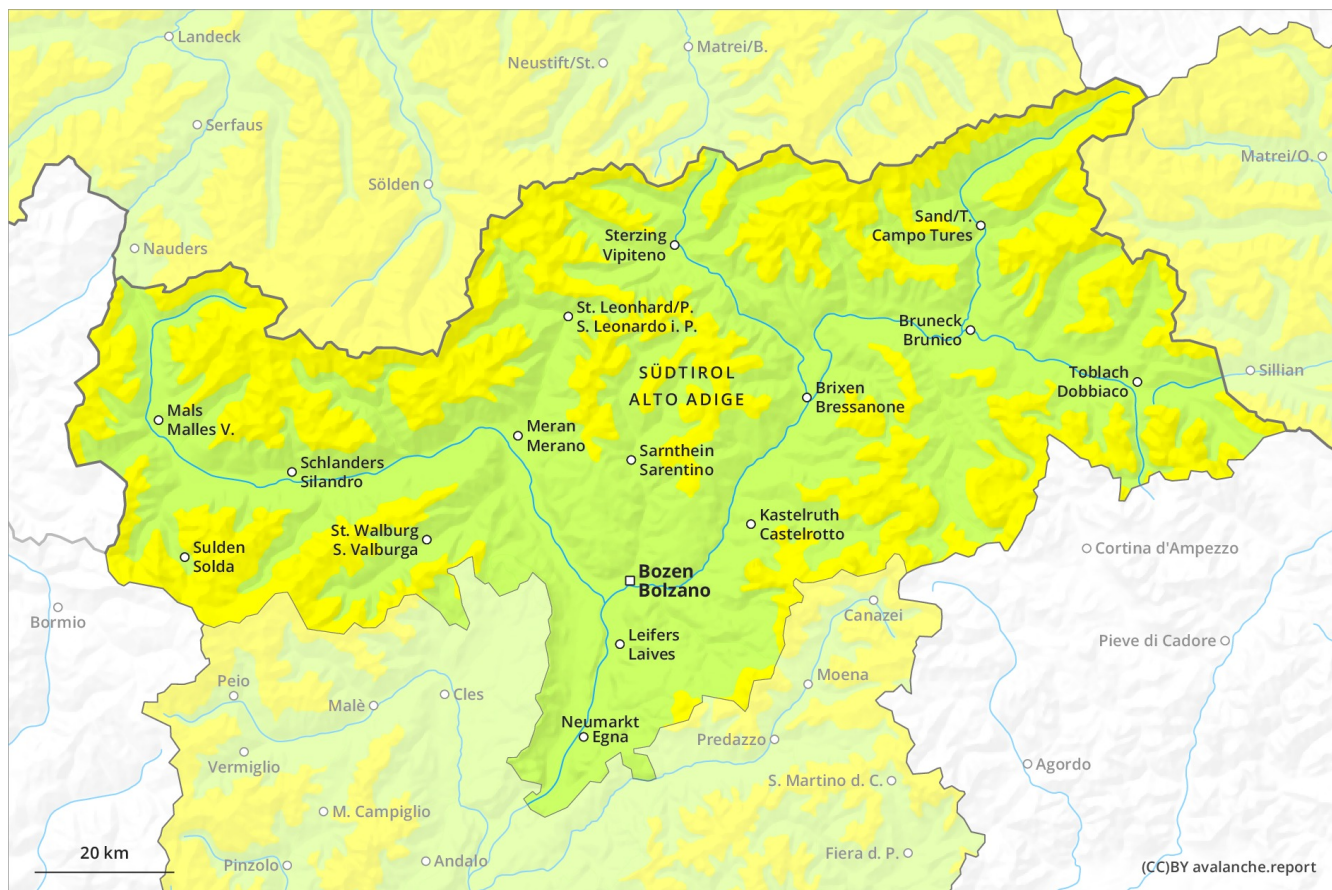 Landeck
Matrei/B.
Neustift/St.
Serfaus
Matrei/O.
Sölden
Sand/T.
Campo Tures
Sterzing
Vipiteno
Nauders
St. Leonhard/P.
S. Leonardo i. P.
Bruneck
Brunico
SÜDTIROL
ALTO ADIGE
Toblach
Dobbiaco
Sillian
Brixen
Bressanone
Mals
Malles V.
Meran
Merano
Sarnthein
Sarentino
Schlanders
Silandro
Kastelruth
Castelrotto
St. Walburg
S. Valburga
Sulden
Solda
Cortina d'Ampezzo
Bozen
Bolzano
Bormio
Canazei
Leifers
Laives
Pieve di Cadore
Peio
Moena
Malè
Cles
Neumarkt
Egna
Predazzo
Vermiglio
Agordo
S. Martino d. C.
M. Campiglio
20 km
Pinzolo
Andalo
Fiera d. P.
(CC)BY avalanche.report